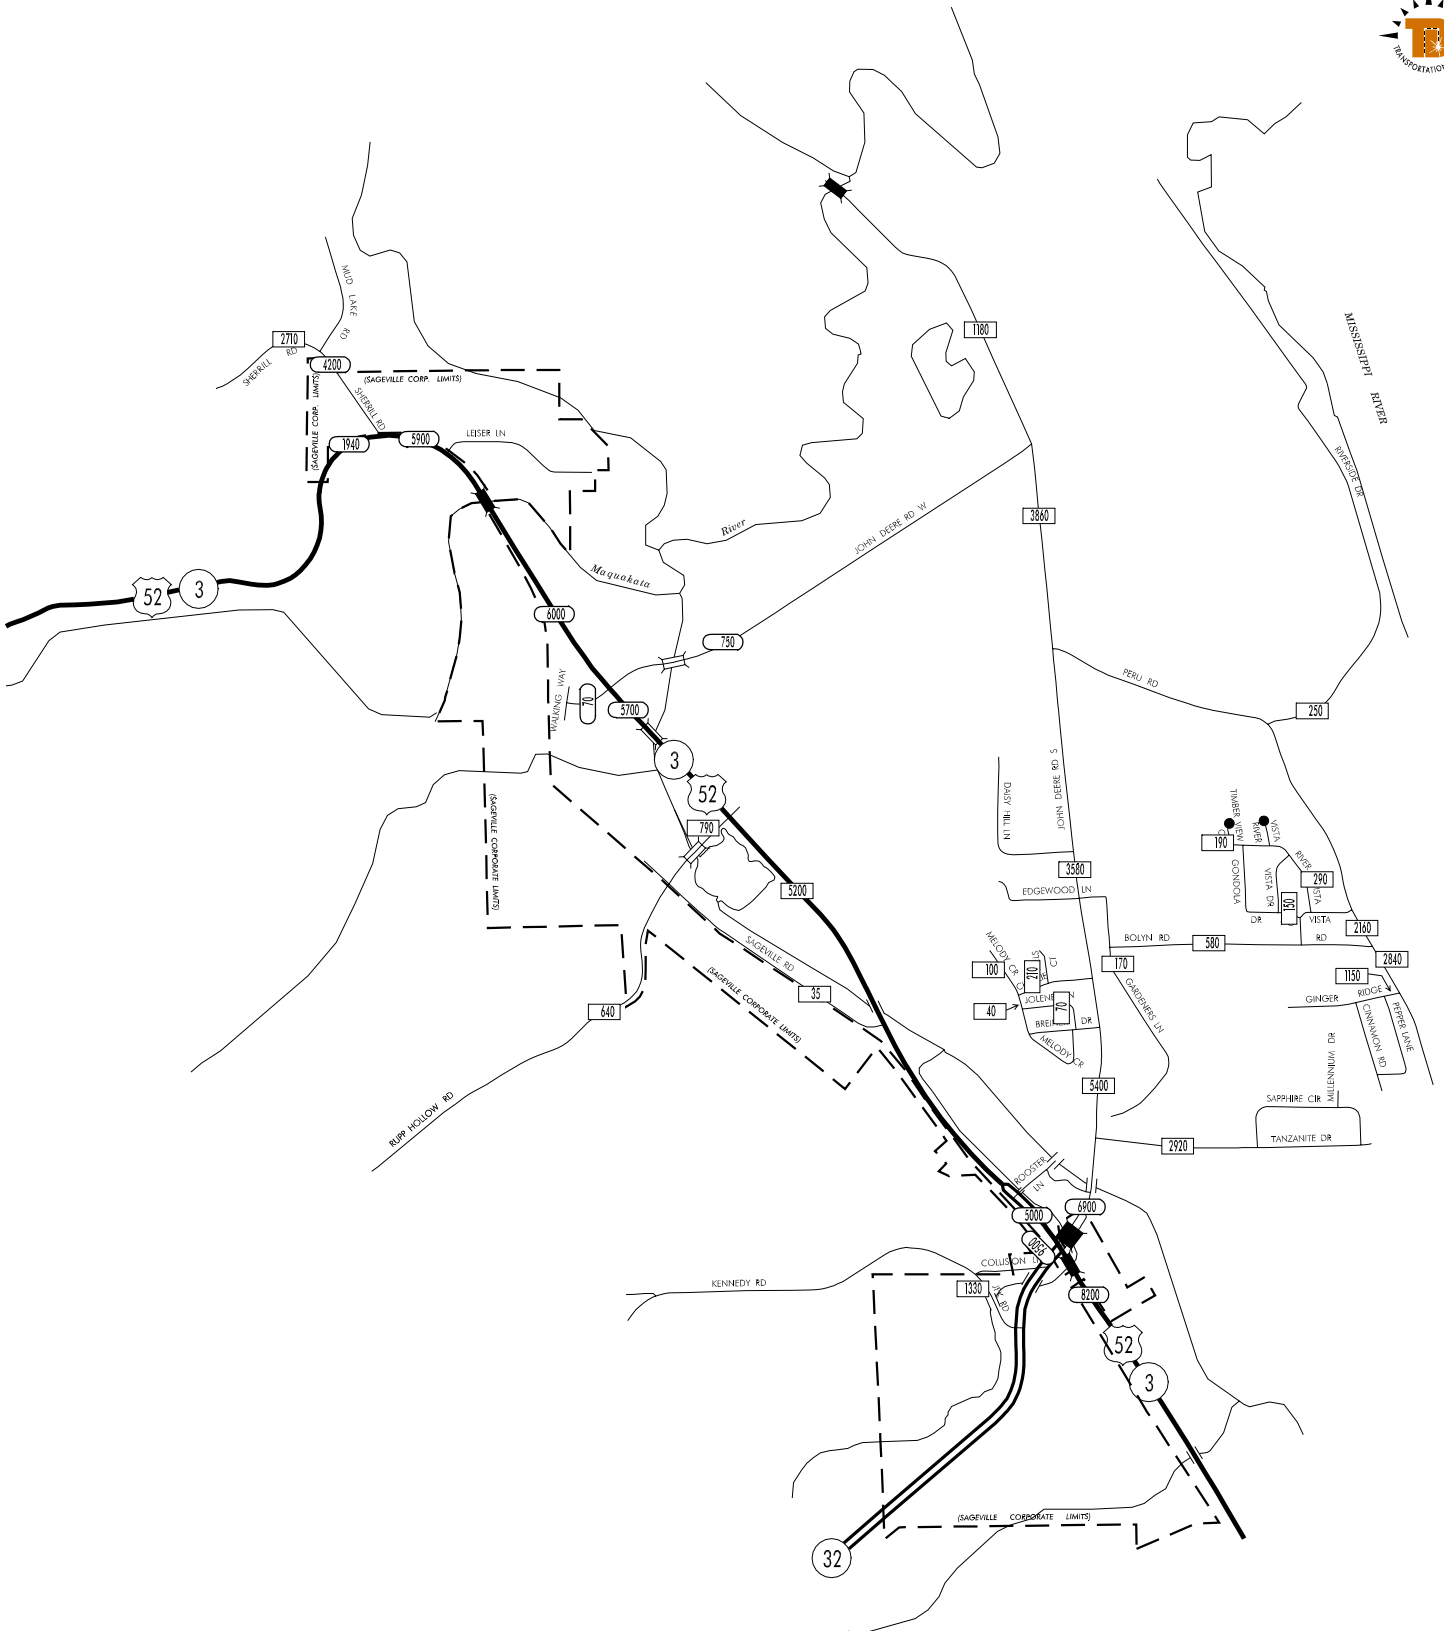 TRANSPORTATION
MISSISSIPPI RIVER
MUD LAKE RD
2710
SHERRILL RD
4200
(SAGEVILLE CORP. LIMITS)
(SAGEVILLE CORP. LIMITS)
SHERRILL RD
1940
5900
LEISER LN
1180
River
JOHN DEERE RD W
3860
RIVERSIDE DR
Maquokata
52
3
6000
750
WALKING WAY
70
5700
PERU RD
250
3
52
790
(SAGEVILLE CORPORATE LIMITS)
5200
DAISY HILL LN
JOHN DEERE RD S
3580
EDGEWOOD LN
TIMBER VIEW
RIVER VISTA
190
GONDOLA DR
VISTA DR
150
RIVER VISTA
290
VISTA
RD
2160
2840
BOLYN RD
580
170
GARDENERS LN
MELODY CR
100
210
CT
JOLENE
70
40
BRE
DR
MELODY CR
1150
GINGER RIDGE
CINNAMON RD
PEPPER LANE
SAGEVILLE RD
35
(SAGEVILLE CORPORATE LIMITS)
640
RUPP HOLLOW RD
5400
MILLENNIUM DR
SAPPHIRE CIR
TANZANITE DR
2920
ROOSTER LN
5000
6900
9500
COLLISION L
KENNEDY RD
1330
RD
8200
52
3
(SAGEVILLE CORPORATE LIMITS)
32